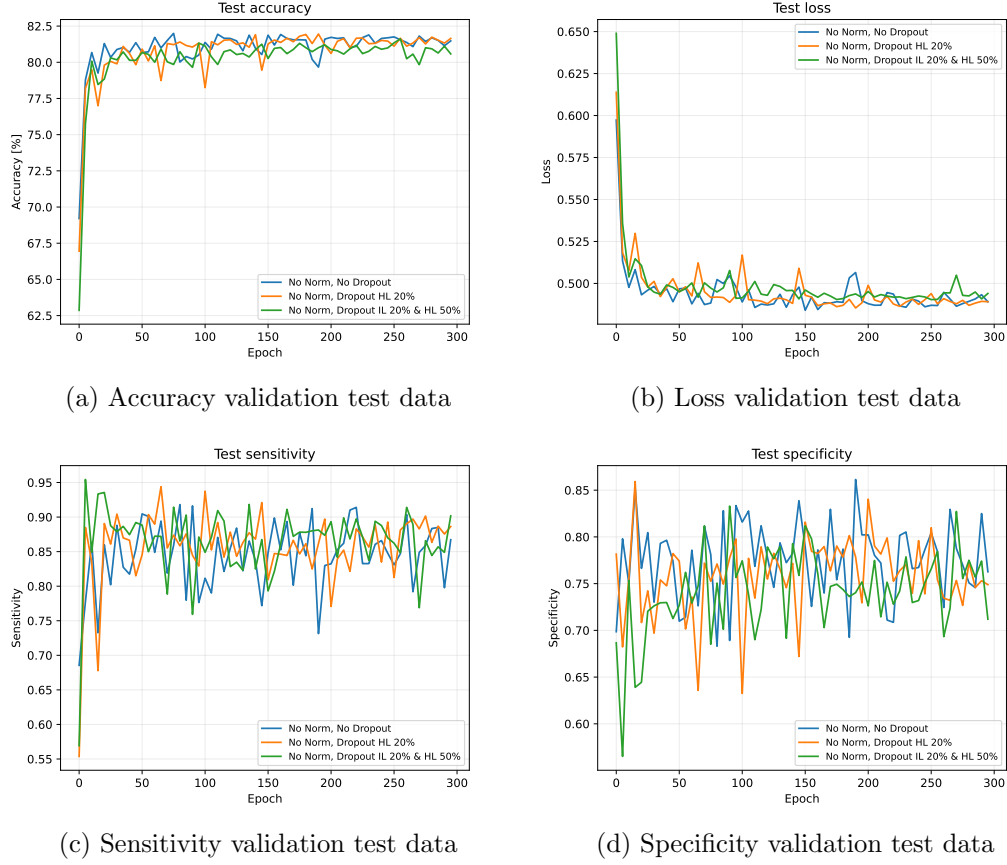 Test accuracy
82.5
80.0
77.5
75.0
72.5
70.0
67.5
65.0
62.5
Accuracy [%]
No Norm, No Dropout
No Norm, Dropout HL 20%
No Norm, Dropout IL 20% & HL 50%
0 50 100 150 200 250 300
Epoch
(a) Accuracy validation test data
Test loss
0.650
0.625
0.600
0.575
0.550
0.525
0.500
Loss
No Norm, No Dropout
No Norm, Dropout HL 20%
No Norm, Dropout IL 20% & HL 50%
0 50 100 150 200 250 300
Epoch
(b) Loss validation test data
Test sensitivity
0.95
0.90
0.85
0.80
0.75
0.70
0.65
0.60
0.55
Sensitivity
No Norm, No Dropout
No Norm, Dropout HL 20%
No Norm, Dropout IL 20% & HL 50%
0 50 100 150 200 250 300
Epoch
(c) Sensitivity validation test data
Test specificity
0.85
0.80
0.75
0.70
0.65
0.60
Specificity
No Norm, No Dropout
No Norm, Dropout HL 20%
No Norm, Dropout IL 20% & HL 50%
0 50 100 150 200 250 300
Epoch
(d) Specificity validation test data